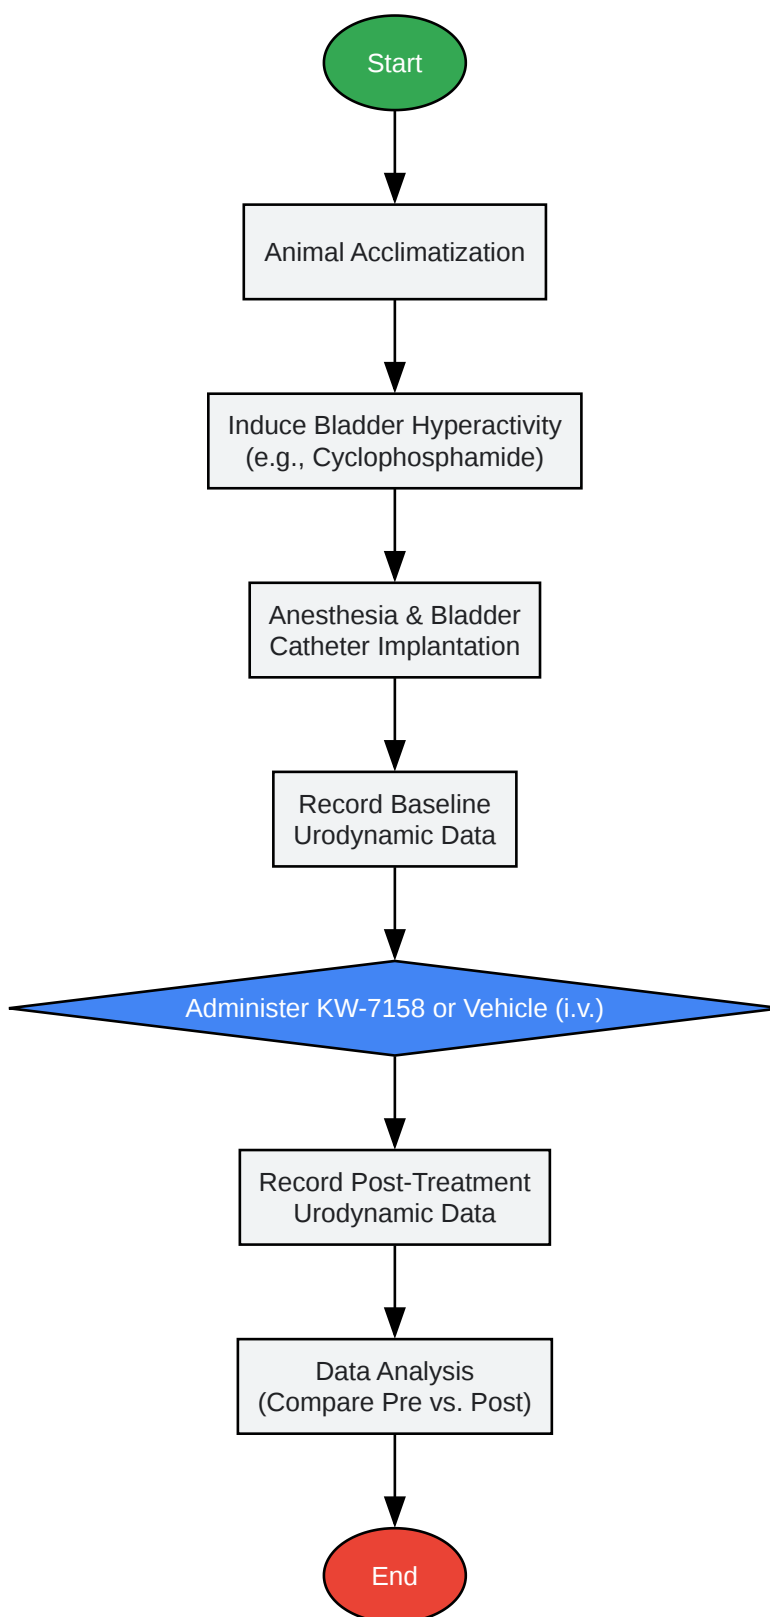 Start
Animal Acclimatization
Induce Bladder Hyperactivity
(e.g., Cyclophosphamide)
Anesthesia & Bladder
Catheter Implantation
Record Baseline
Urodynamic Data
Administer KW-7158 or Vehicle (i.v.)
Record Post-Treatment
Urodynamic Data
Data Analysis
(Compare Pre vs. Post)
End